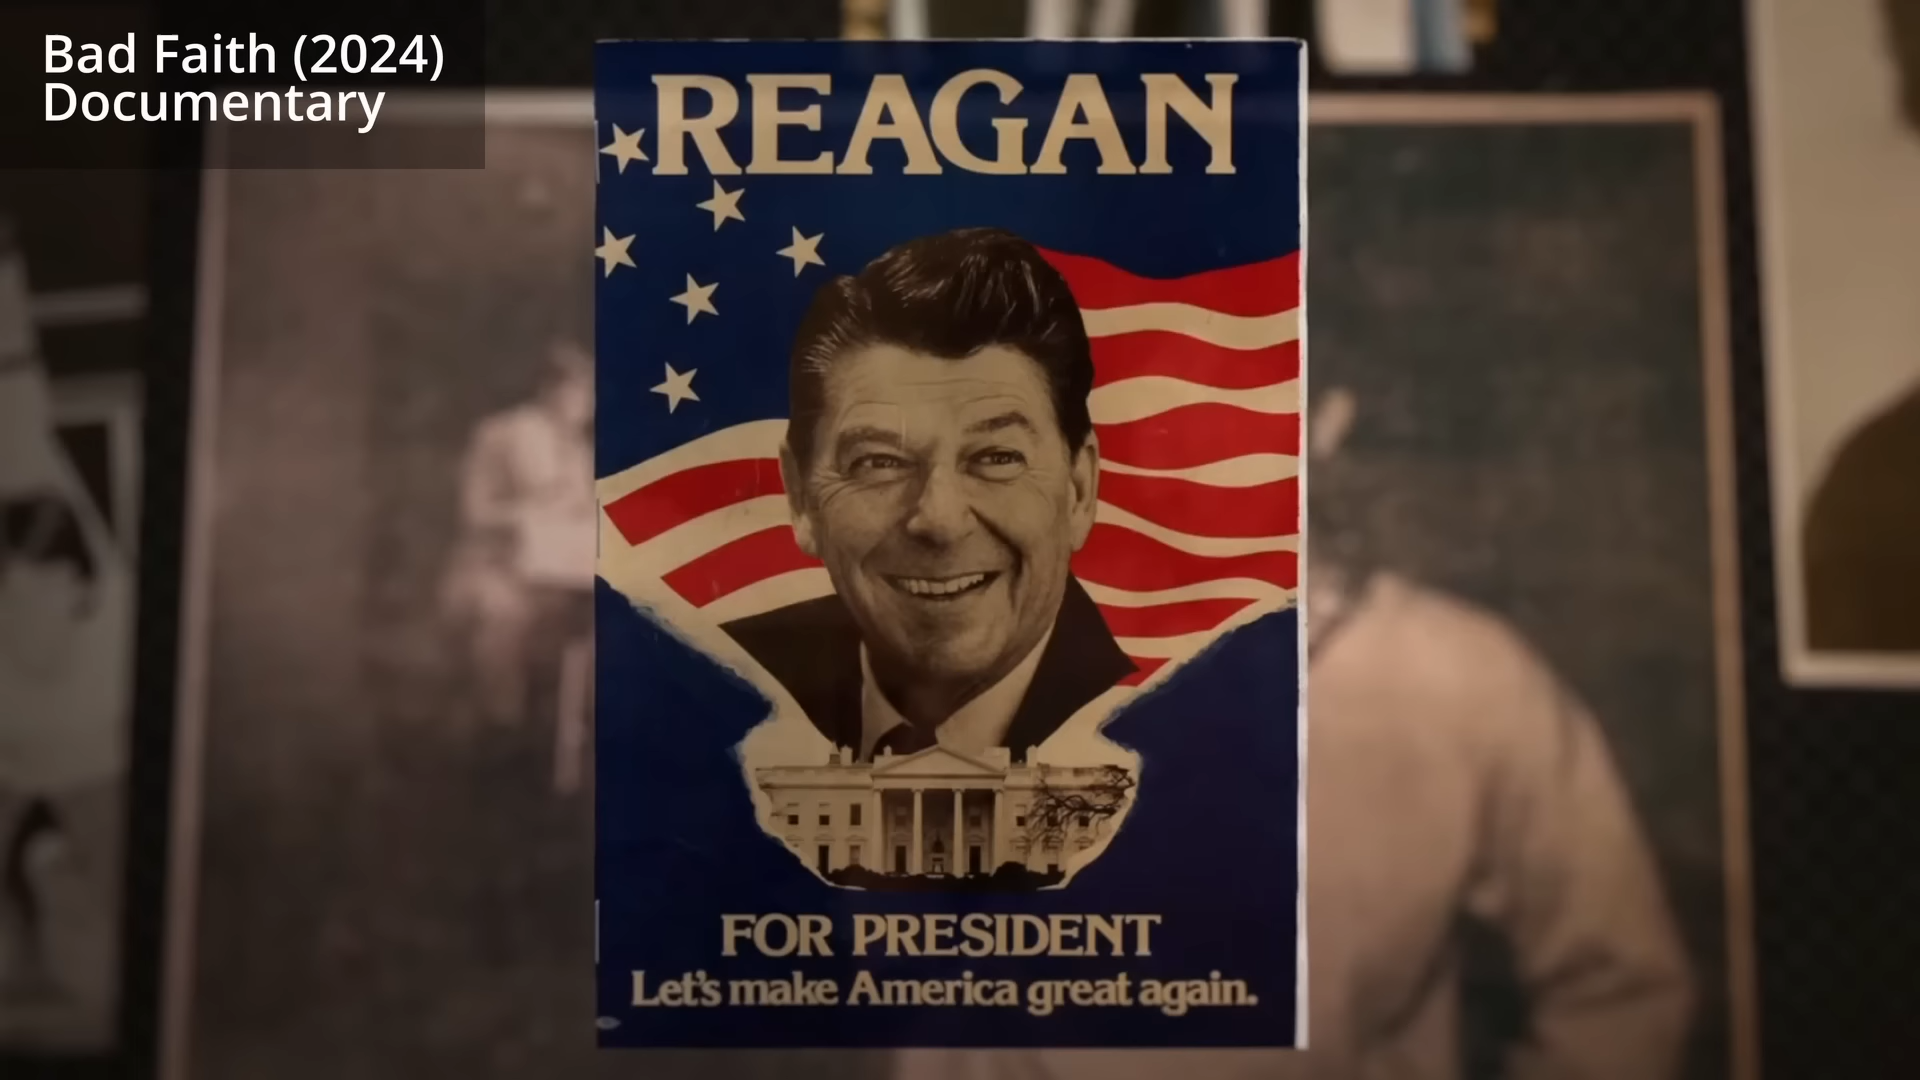 Bad Faith (2024)
Documentary
REAGAN
FOR PRESIDENT
Let's make America great again.